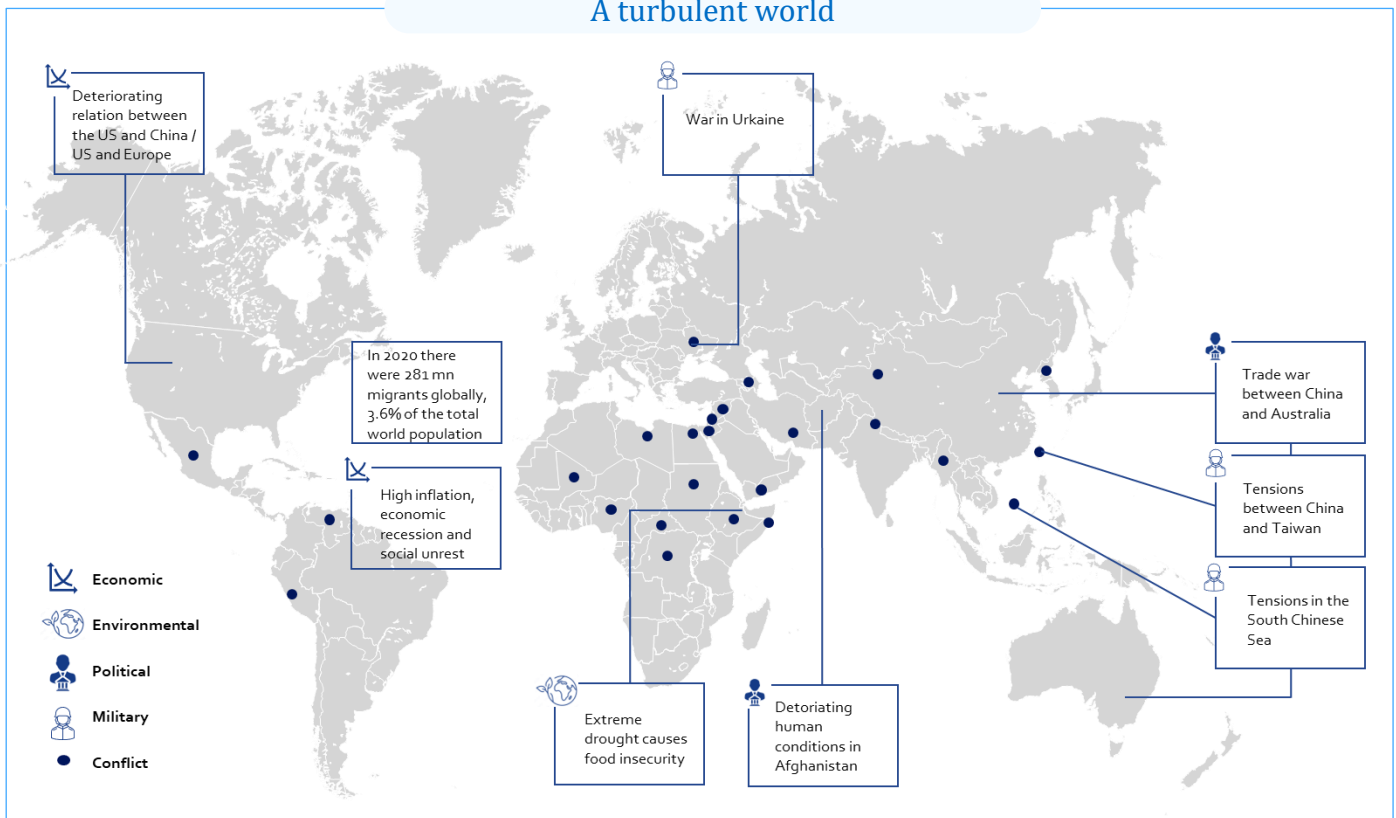 A turbulent world
Deteriorating
relation between
the US and China /
US and Europe
War in Urkaine
In 2020 there
were 281 mn
migrants globally,
3.6% of the total
world population
High inflation,
economic
recession and
social unrest
Trade war
between China
and Australia
Tensions
between China
and Taiwan
Tensions in the
South Chinese
Sea
Extreme
drought causes
food insecurity
Detoriating
human
conditions in
Afghanistan
Economic
Environmental
Political
Military
Conflict